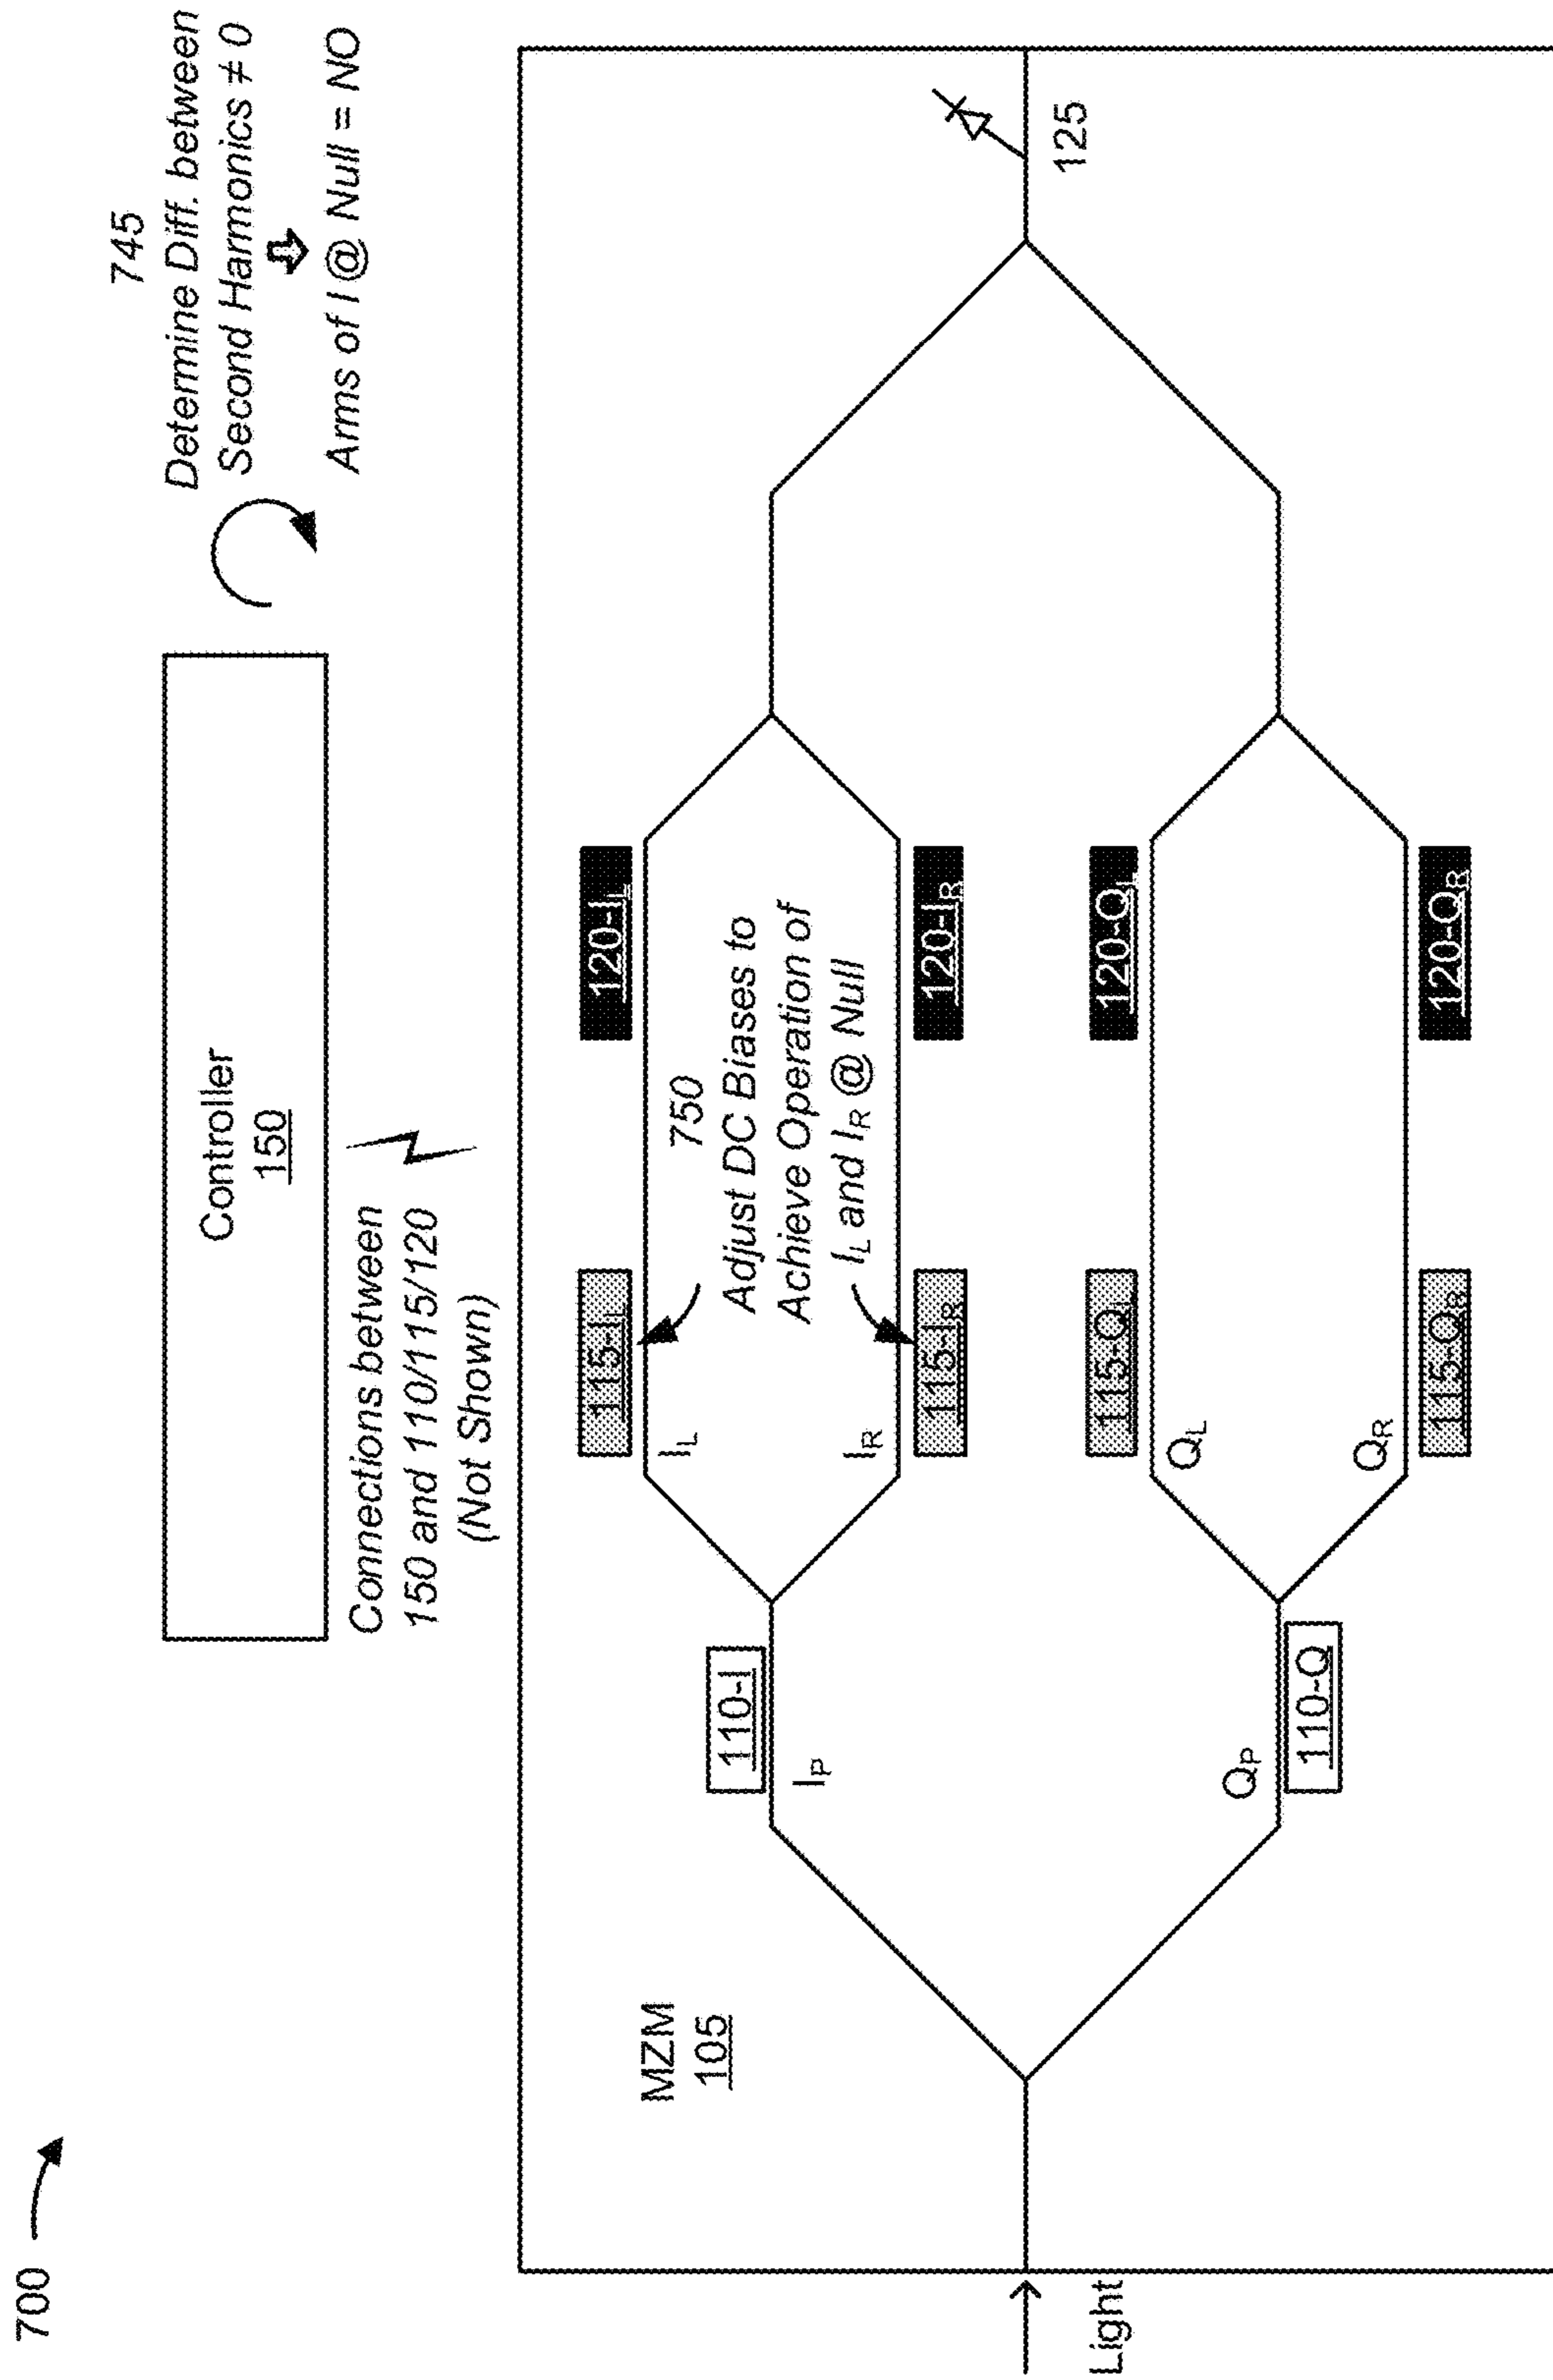 700
745
Determine Diff. between
Second Harmonics ≠ 0
Arms of I @ Null = NO
Controller
150
Connections between
150 and 110/115/120
(Not Shown)
MZM
105
Light
110-I
I_P
Q_P
110-Q
115-I_L
I_L
I_R
115-I_R
115-Q_L
Q_L
Q_R
115-Q_R
750
Adjust DC Biases to
Achieve Operation of
I_L and I_R @ Null
120-I_L
120-I_R
120-Q_L
120-Q_R
125